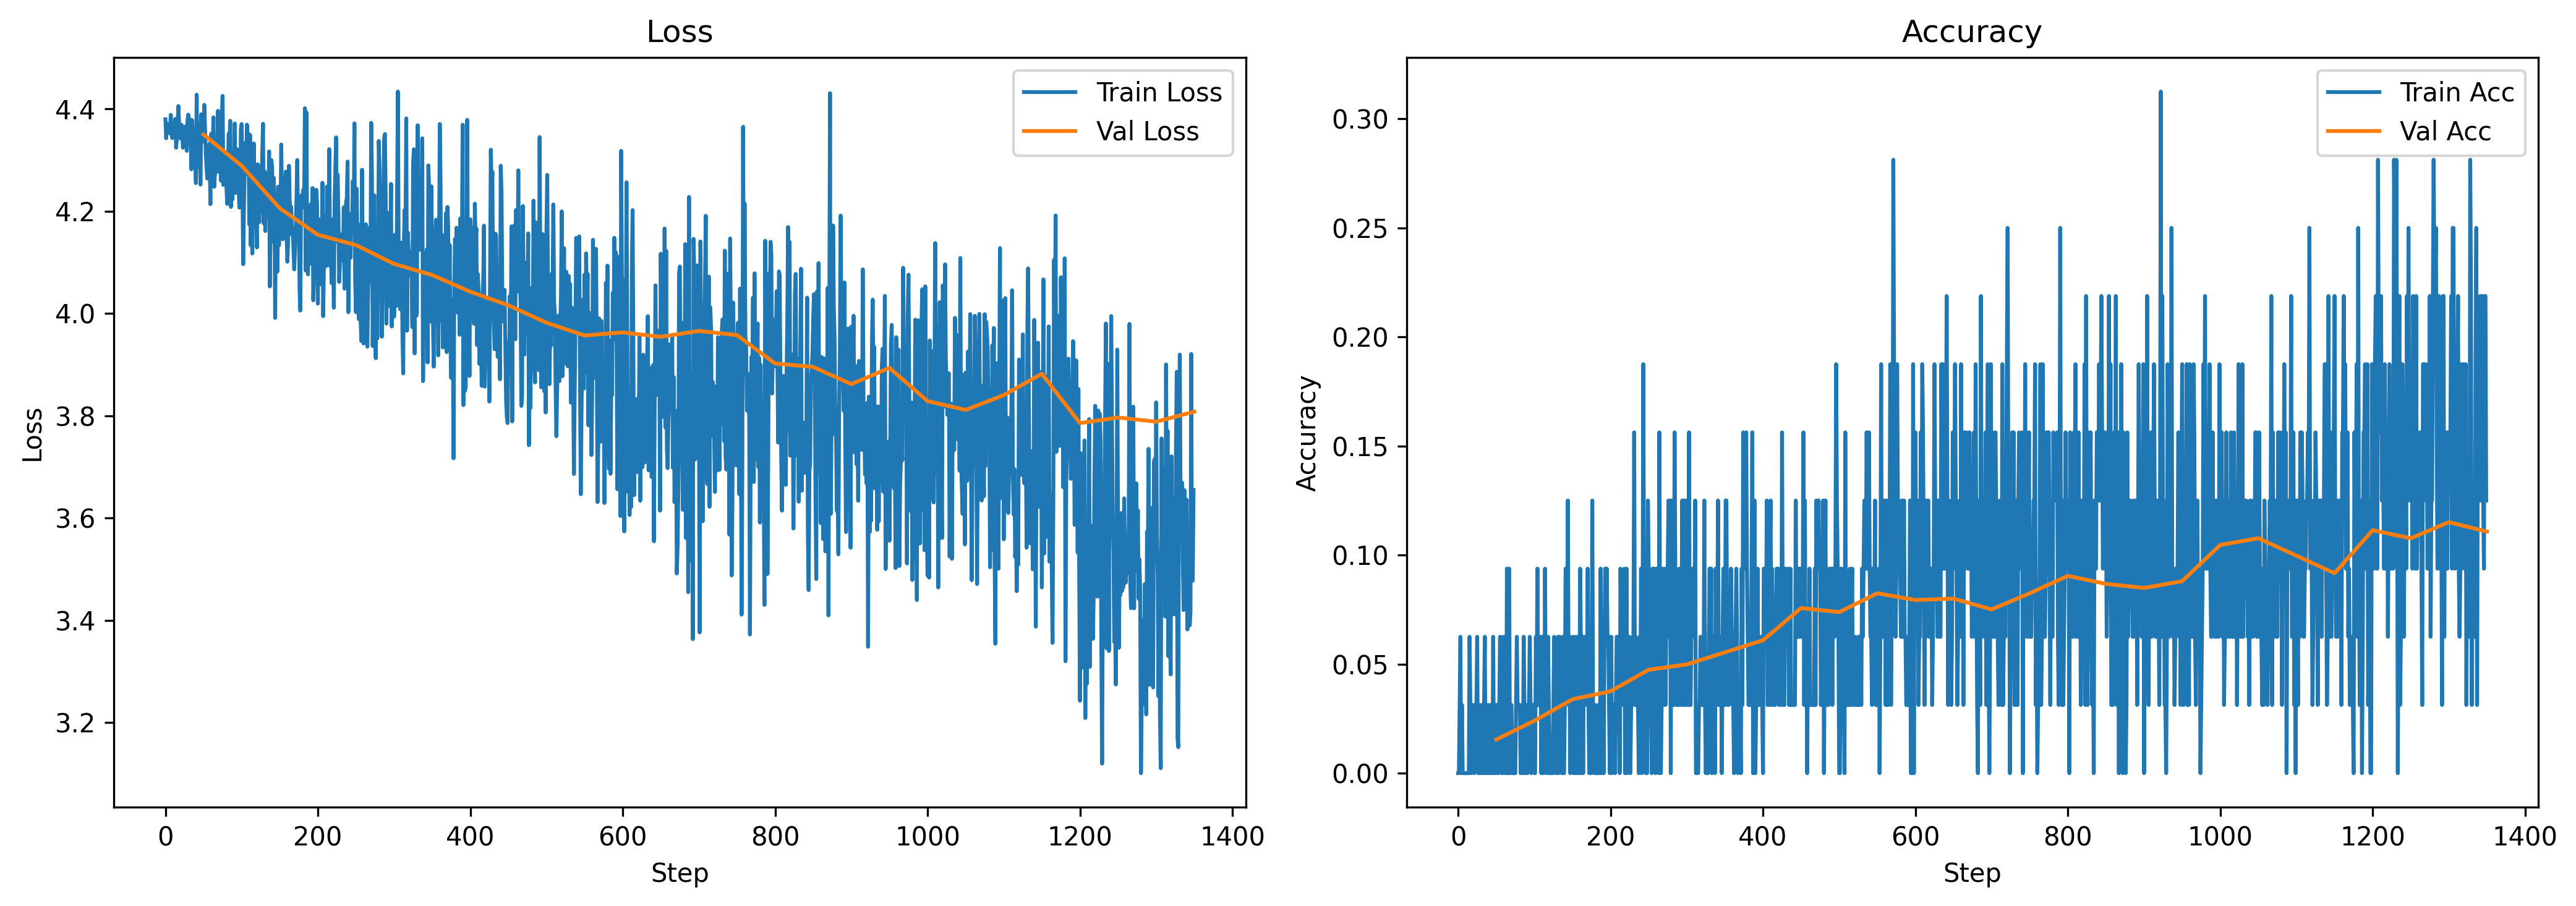 Loss
Train Loss
Val Loss
4.4
4.2
4.0
3.8
3.6
3.4
3.2
Loss
0 200 400 600 800 1000 1200 1400
Step
Accuracy
Train Acc
Val Acc
0.30
0.25
0.20
0.15
0.10
0.05
0.00
Accuracy
0 200 400 600 800 1000 1200 1400
Step